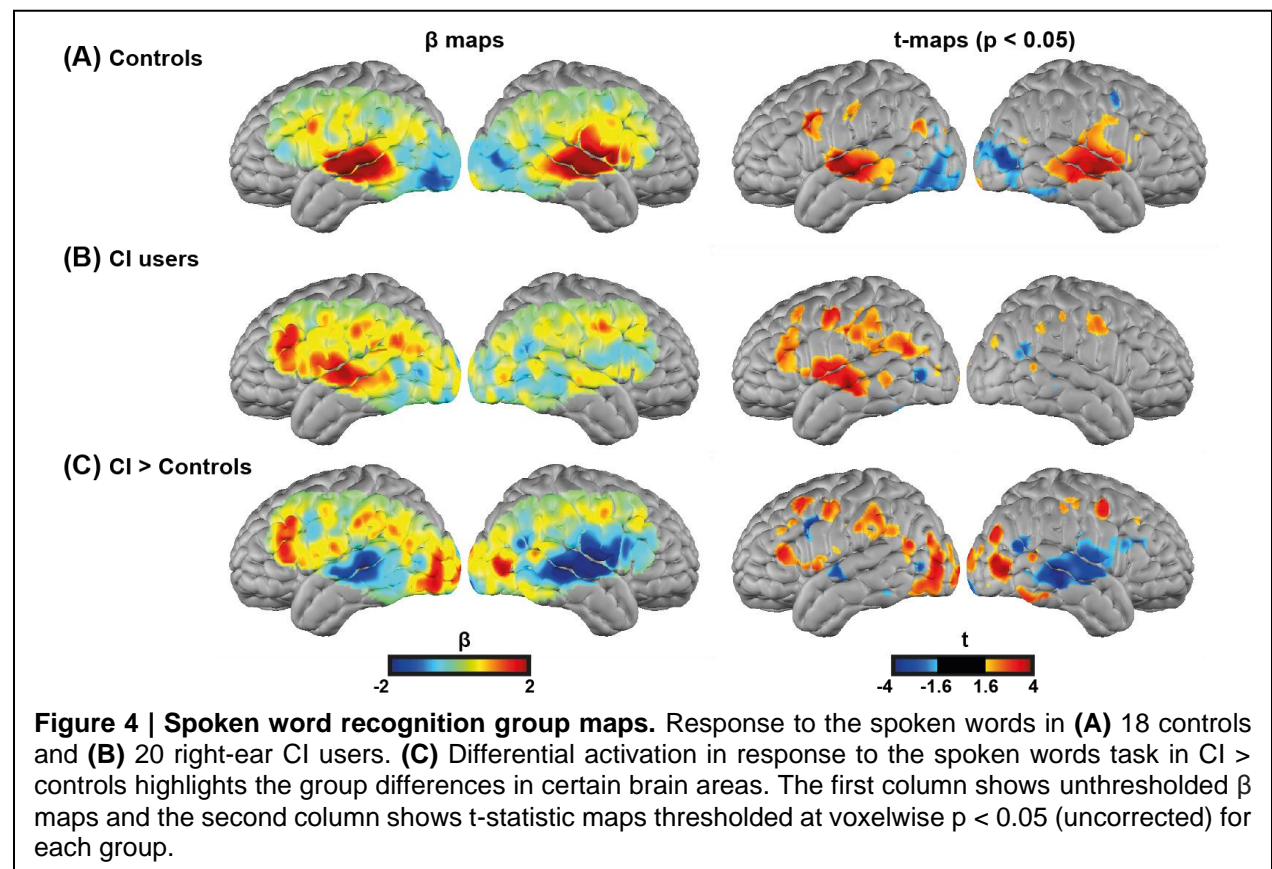 β maps
t-maps (p < 0.05)
(A) Controls
(B) CI users
(C) CI > Controls
β
-2
2
t
-4
-1.6
1.6
4
Figure 4 | Spoken word recognition group maps. Response to the spoken words in (A) 18 controls
and (B) 20 right-ear CI users. (C) Differential activation in response to the spoken words task in CI >
controls highlights the group differences in certain brain areas. The first column shows unthresholded β
maps and the second column shows t-statistic maps thresholded at voxelwise p < 0.05 (uncorrected) for
each group.